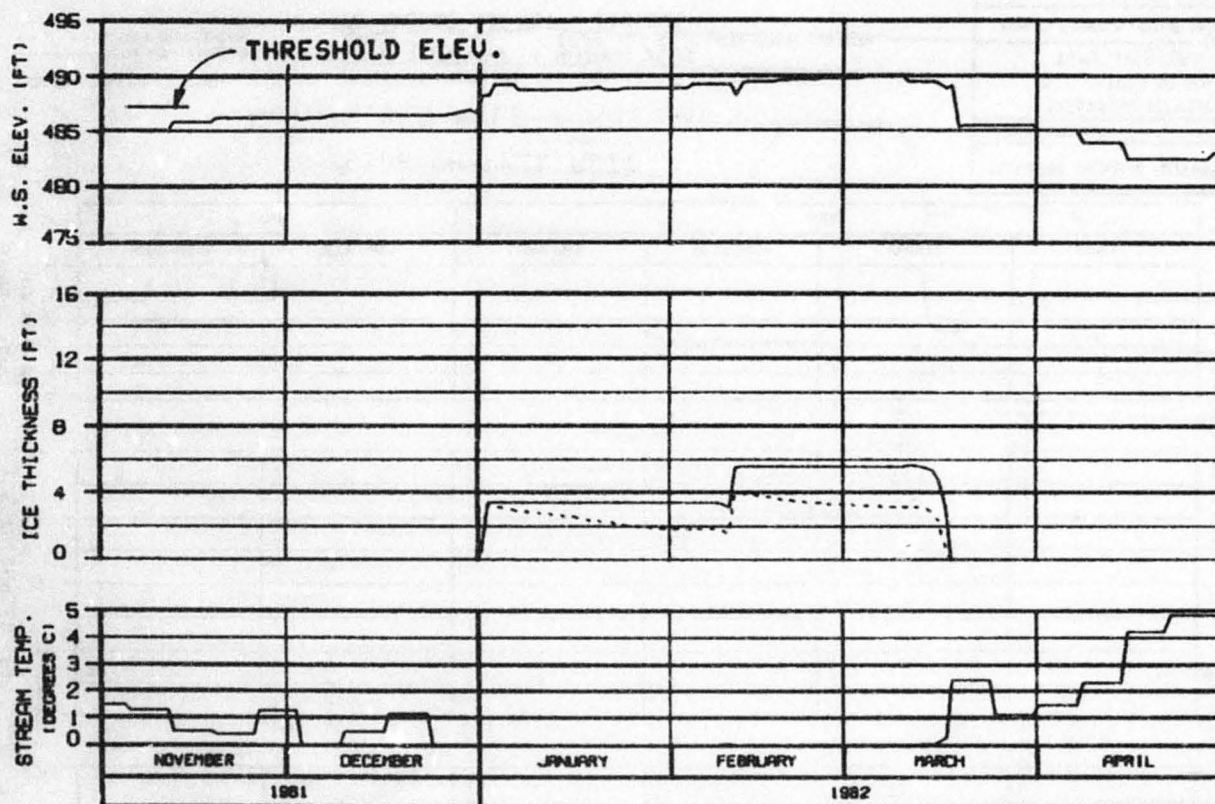 495
THRESHOLD ELEV.
490
485
480
475
W.S. ELEV. (FT)
16
12
8
4
0
ICE THICKNESS (FT)
5
4
3
2
1
0
STREAM TEMP.
(DEGREES C)
NOVEMBER DECEMBER JANUARY FEBRUARY MARCH APRIL
1981 1982